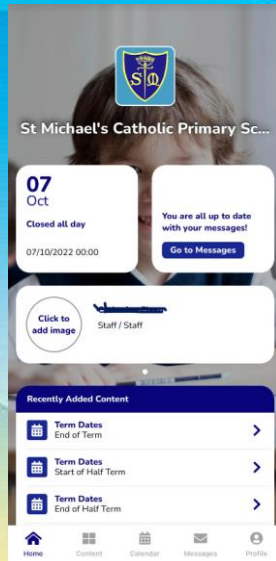 SM
St Michael's Catholic Primary Sc...
07
Oct
Closed all day
07/10/2022 00:00
You are all up to date
with your messages!
Go to Messages
Click to
add image
Staff / Staff
Recently Added Content
Term Dates
End of Term
Term Dates
Start of Half Term
Term Dates
End of Half Term
Home
Content
Calendar
Messages
Profile